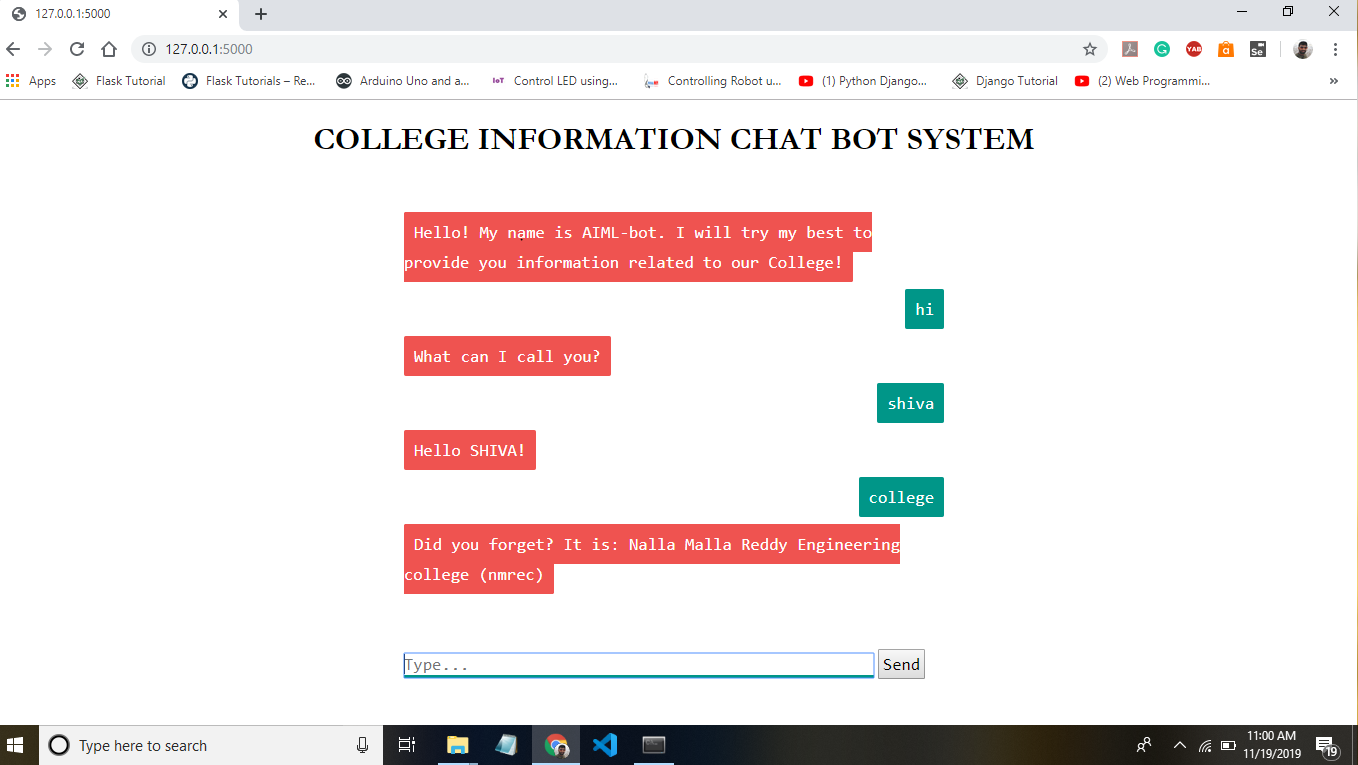 127.0.0.1:5000
127.0.0.1:5000
Apps Flask Tutorial Flask Tutorials – Re... Arduino Uno and a... IoT Control LED using... Controlling Robot u... (1) Python Django... Django Tutorial (2) Web Programmi... »
COLLEGE INFORMATION CHAT BOT SYSTEM
Hello! My name is AIML-bot. I will try my best to
provide you information related to our College!
hi
What can I call you?
shiva
Hello SHIVA!
college
Did you forget? It is: Nalla Malla Reddy Engineering
college (nmrec)
Type... Send
Type here to search
11:00 AM
11/19/2019
19